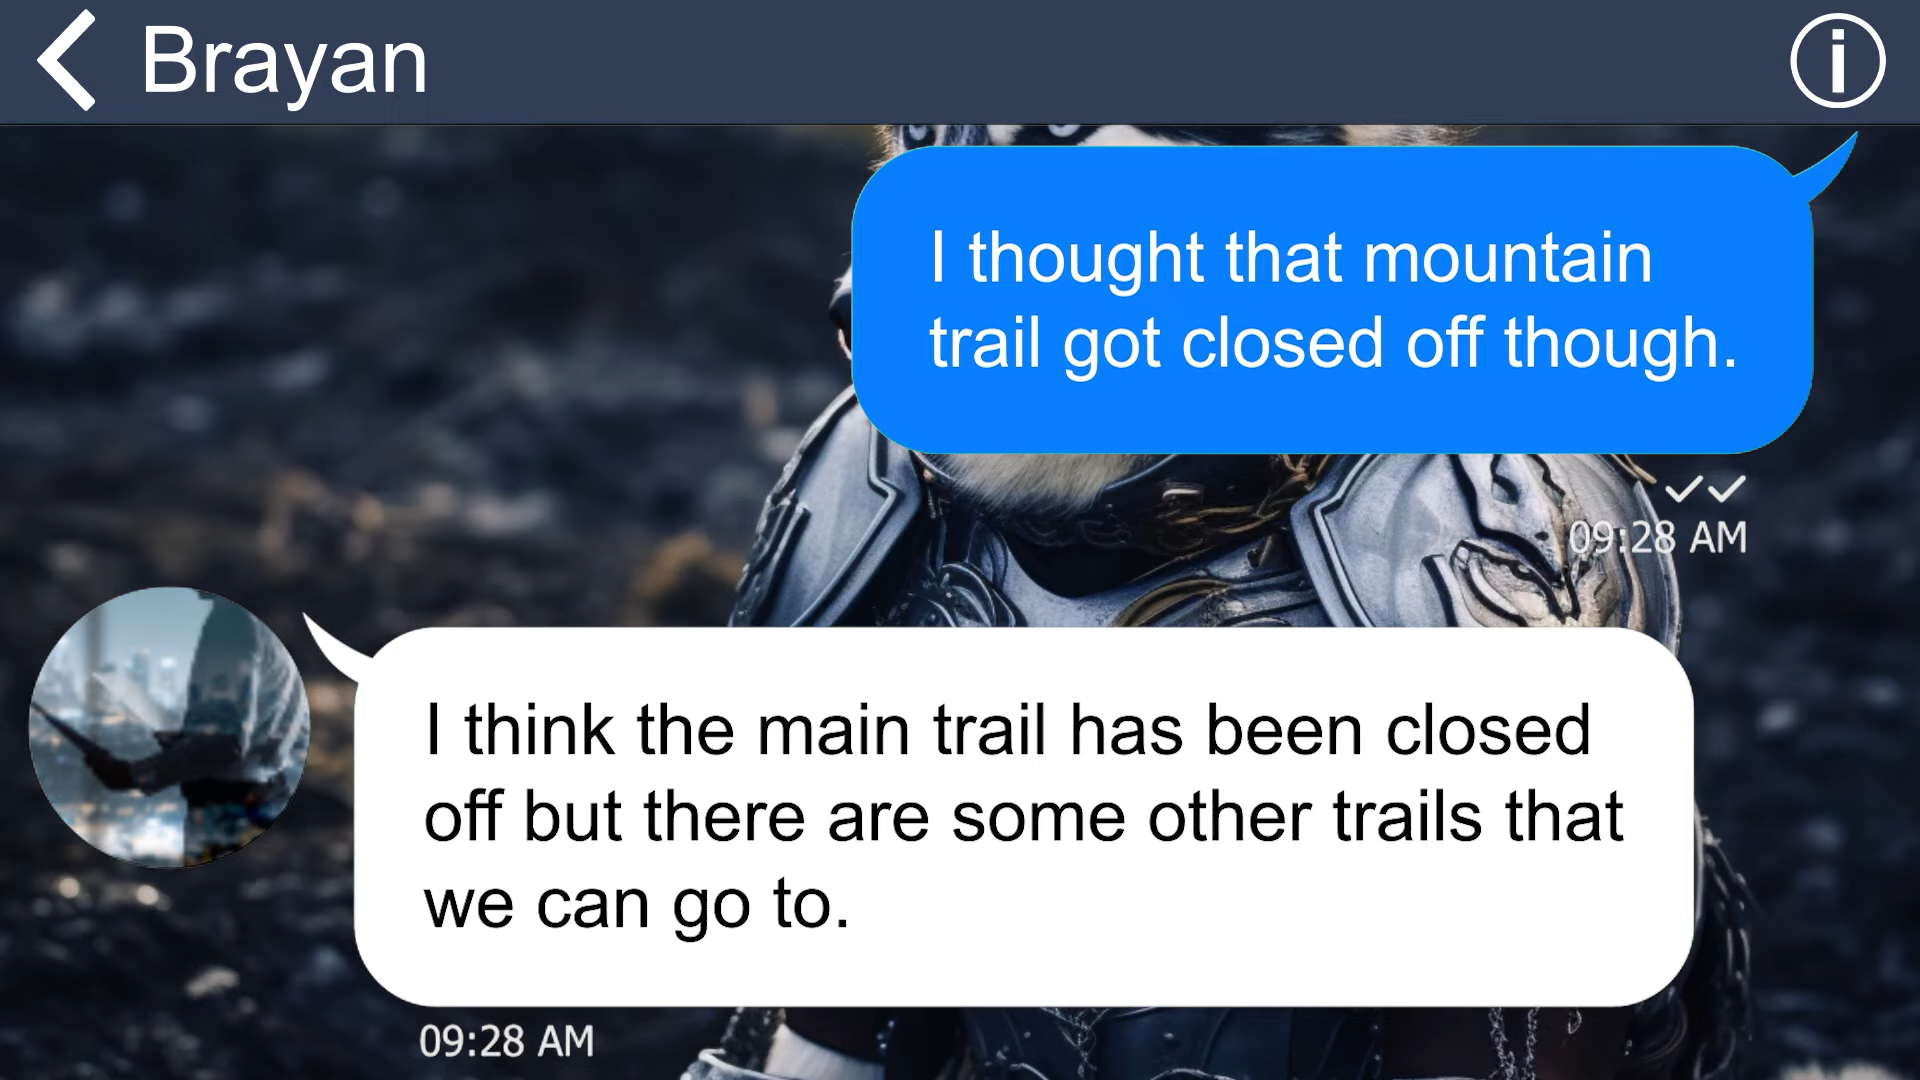 Brayan
I thought that mountain
trail got closed off though.
09:28 AM
I think the main trail has been closed
off but there are some other trails that
we can go to.
09:28 AM